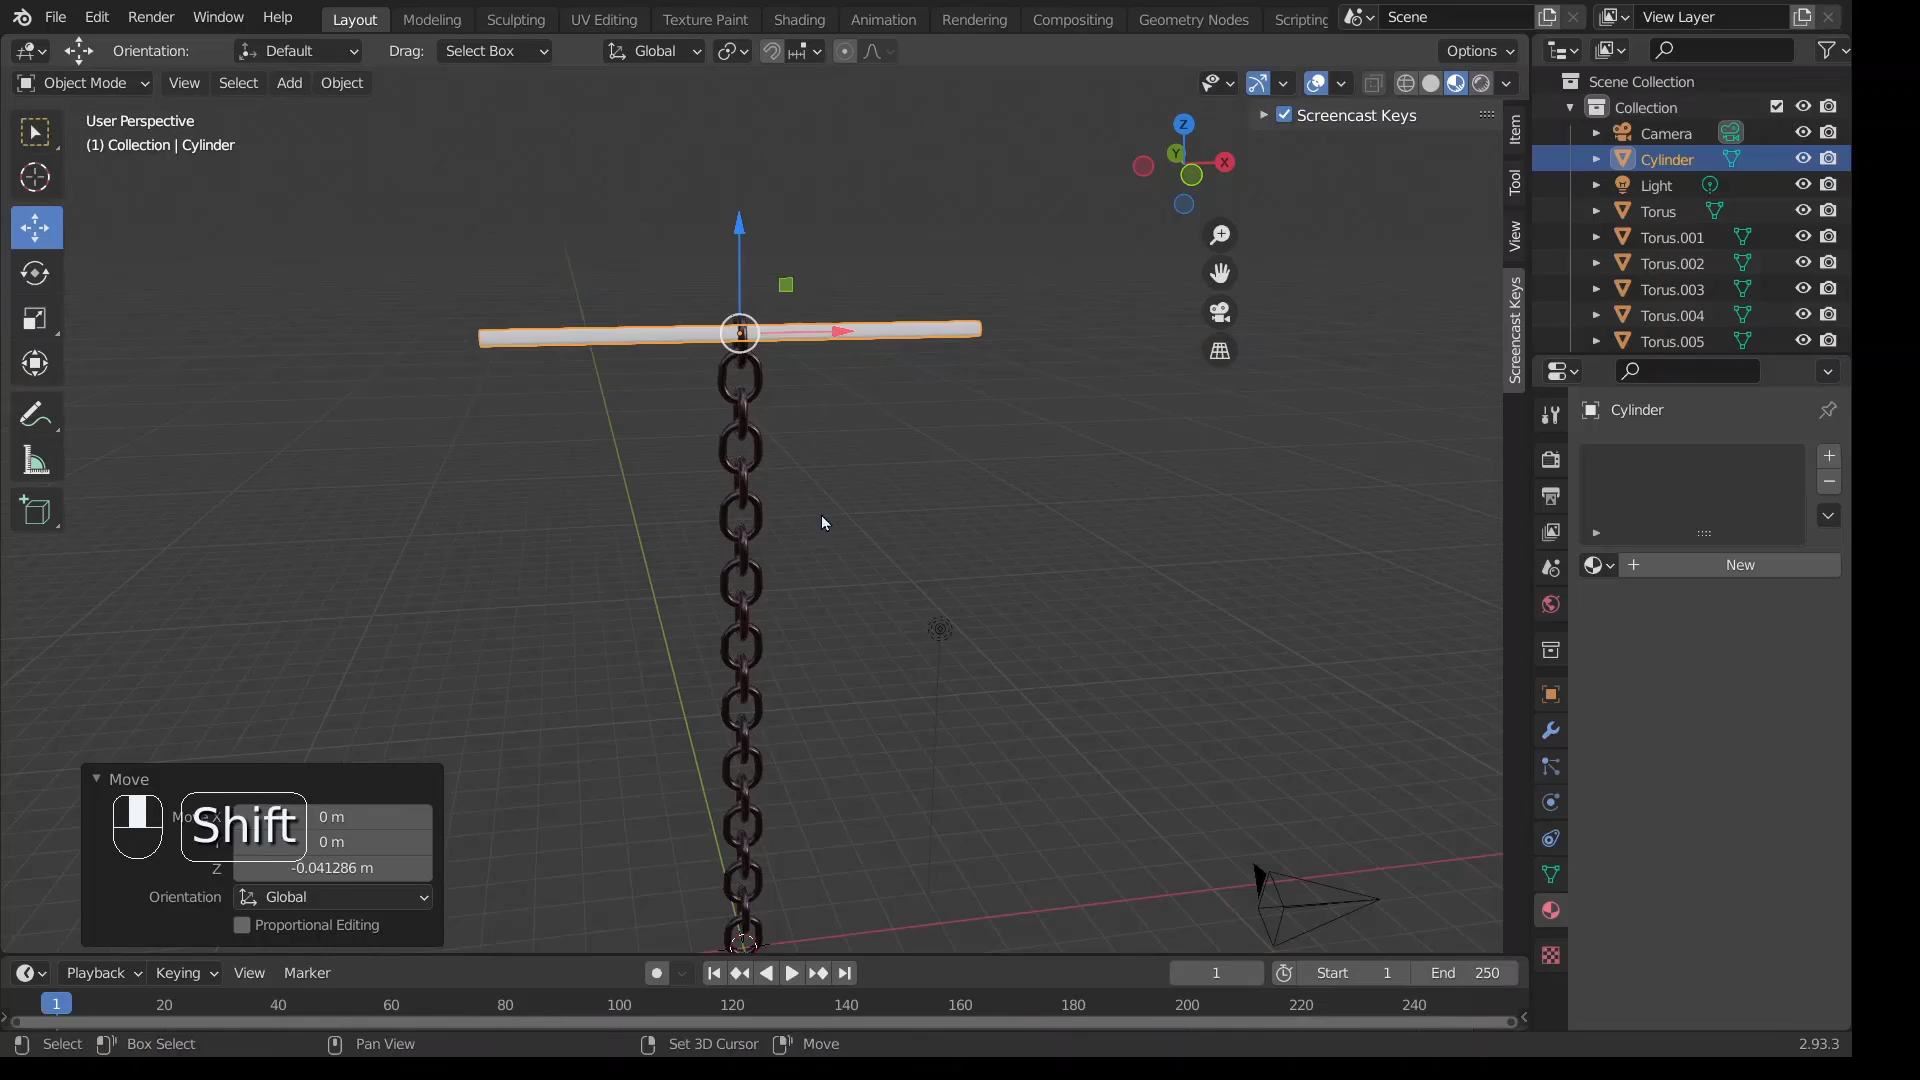 File Edit Render Window Help Layout Modeling Sculpting UV Editing Texture Paint Shading Animation Rendering Compositing Geometry Nodes Scripting Scene View Layer
Orientation: Default Drag: Select Box Global Options
Object Mode View Select Add Object
User Perspective
(1) Collection | Cylinder
Screencast Keys
Z
Y
X
Item
Tool
View
Screencast Keys
Scene Collection
Collection
Camera
Cylinder
Light
Torus
Torus.001
Torus.002
Torus.003
Torus.004
Torus.005
Cylinder
New
Move
Move X 0 m
0 m
Z -0.041286 m
Shift
Orientation Global
Proportional Editing
Playback Keying View Marker 1 Start 1 End 250
1 20 40 60 80 100 120 140 160 180 200 220 240
Select Box Select Pan View Set 3D Cursor Move 2.93.3